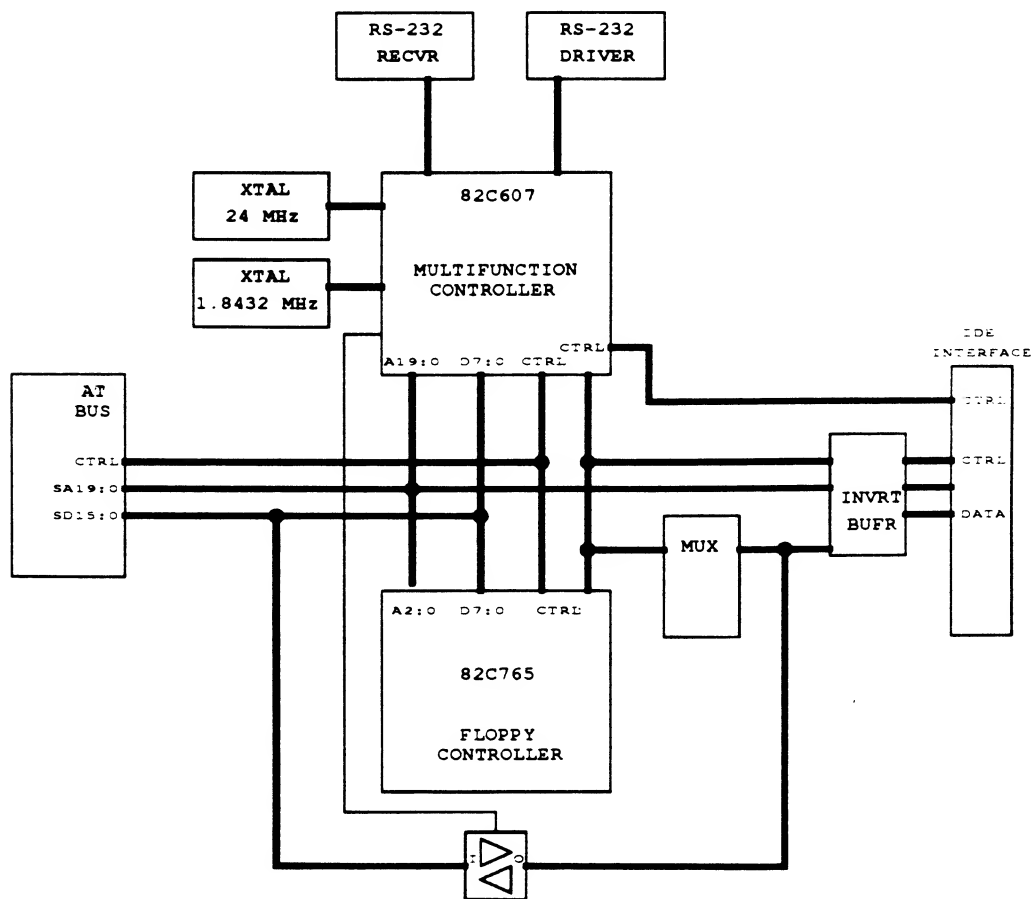 RS-232
RECVR
RS-232
DRIVER
XTAL
24 MHz
XTAL
1.8432 MHz
82C607
MULTIFUNCTION
CONTROLLER
CTRL
A19:0 D7:0 CTRL
IDE
INTERFACE
CTRL
CTRL
DATA
AT
BUS
CTRL
SA19:0
SD15:0
INVRT
BUFR
MUX
A2:0 D7:0 CTRL
82C765
FLOPPY
CONTROLLER